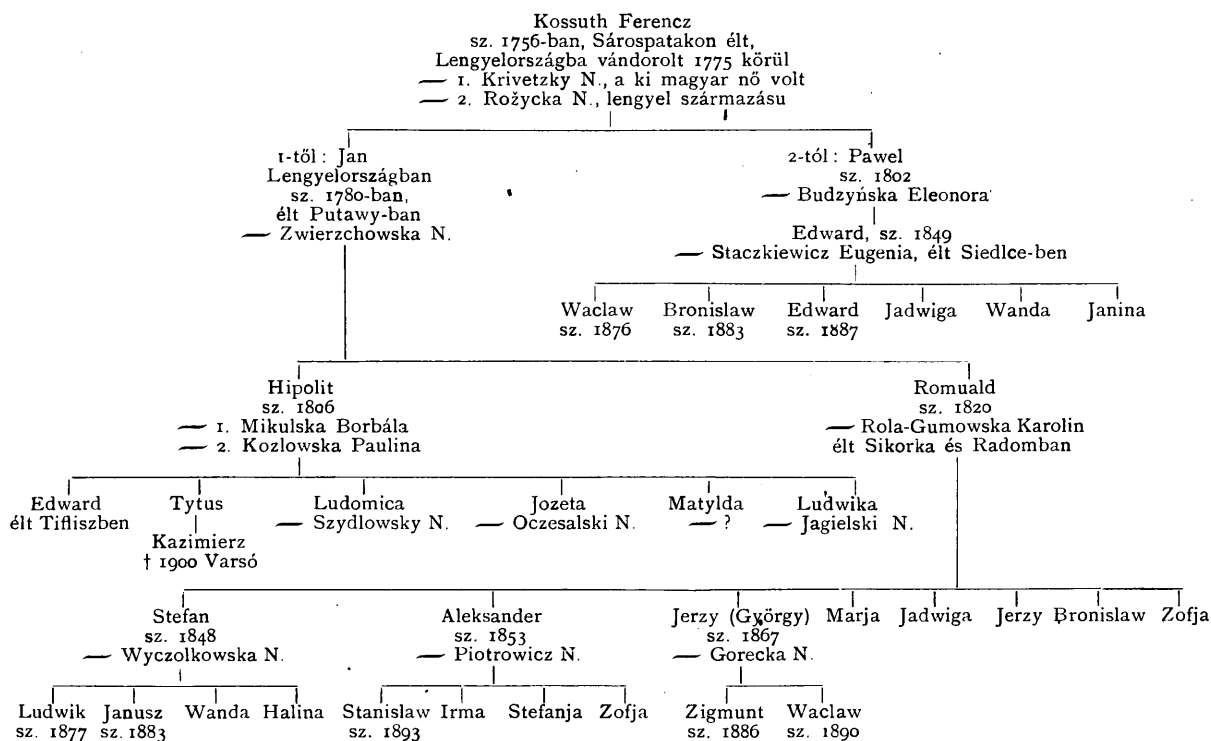 Kossuth Ferencz
sz. 1756-ban, Sárospatakon élt,
Lengyelországba vándorolt 1775 körül
— 1. Krivetzky N., a ki magyar nő volt
— 2. Rožycka N., lengyel származásu
1-től : Jan
Lengyelországban
sz. 1780-ban,
élt Putawy-ban
— Zwierzchowska N.
2-tól : Pawel
sz. 1802
— Budzyńska Eleonora
Edward, sz. 1849
— Staczkiewicz Eugenia, élt Siedlce-ben
Waclaw Bronislaw Edward Jadwiga Wanda Janina
sz. 1876 sz. 1883 sz. 1887
Hipolit
sz. 1806
— 1. Mikulska Borbála
— 2. Kozlowska Paulina
Romuald
sz. 1820
— Rola-Gumowska Karolin
élt Sikorka és Radomban
Edward Tytus Ludomica Jozeta Matylda Ludwika
élt Tifliszben — Szydlowsky N. — Oczesalski N. — ? — Jagielski N.
Kazimierz
† 1900 Varsó
Stefan
sz. 1848
— Wyczolkowska N.
Aleksander
sz. 1853
— Piotrowicz N.
Jerzy (György)
sz. 1867
— Gorecka N.
Marja Jadwiga Jerzy Bronislaw Zofja
Ludwik Janusz Wanda Halina
sz. 1877 sz. 1883
Stanislaw Irma Stefanja Zofja
sz. 1893
Zigmunt Waclaw
sz. 1886 sz. 1890